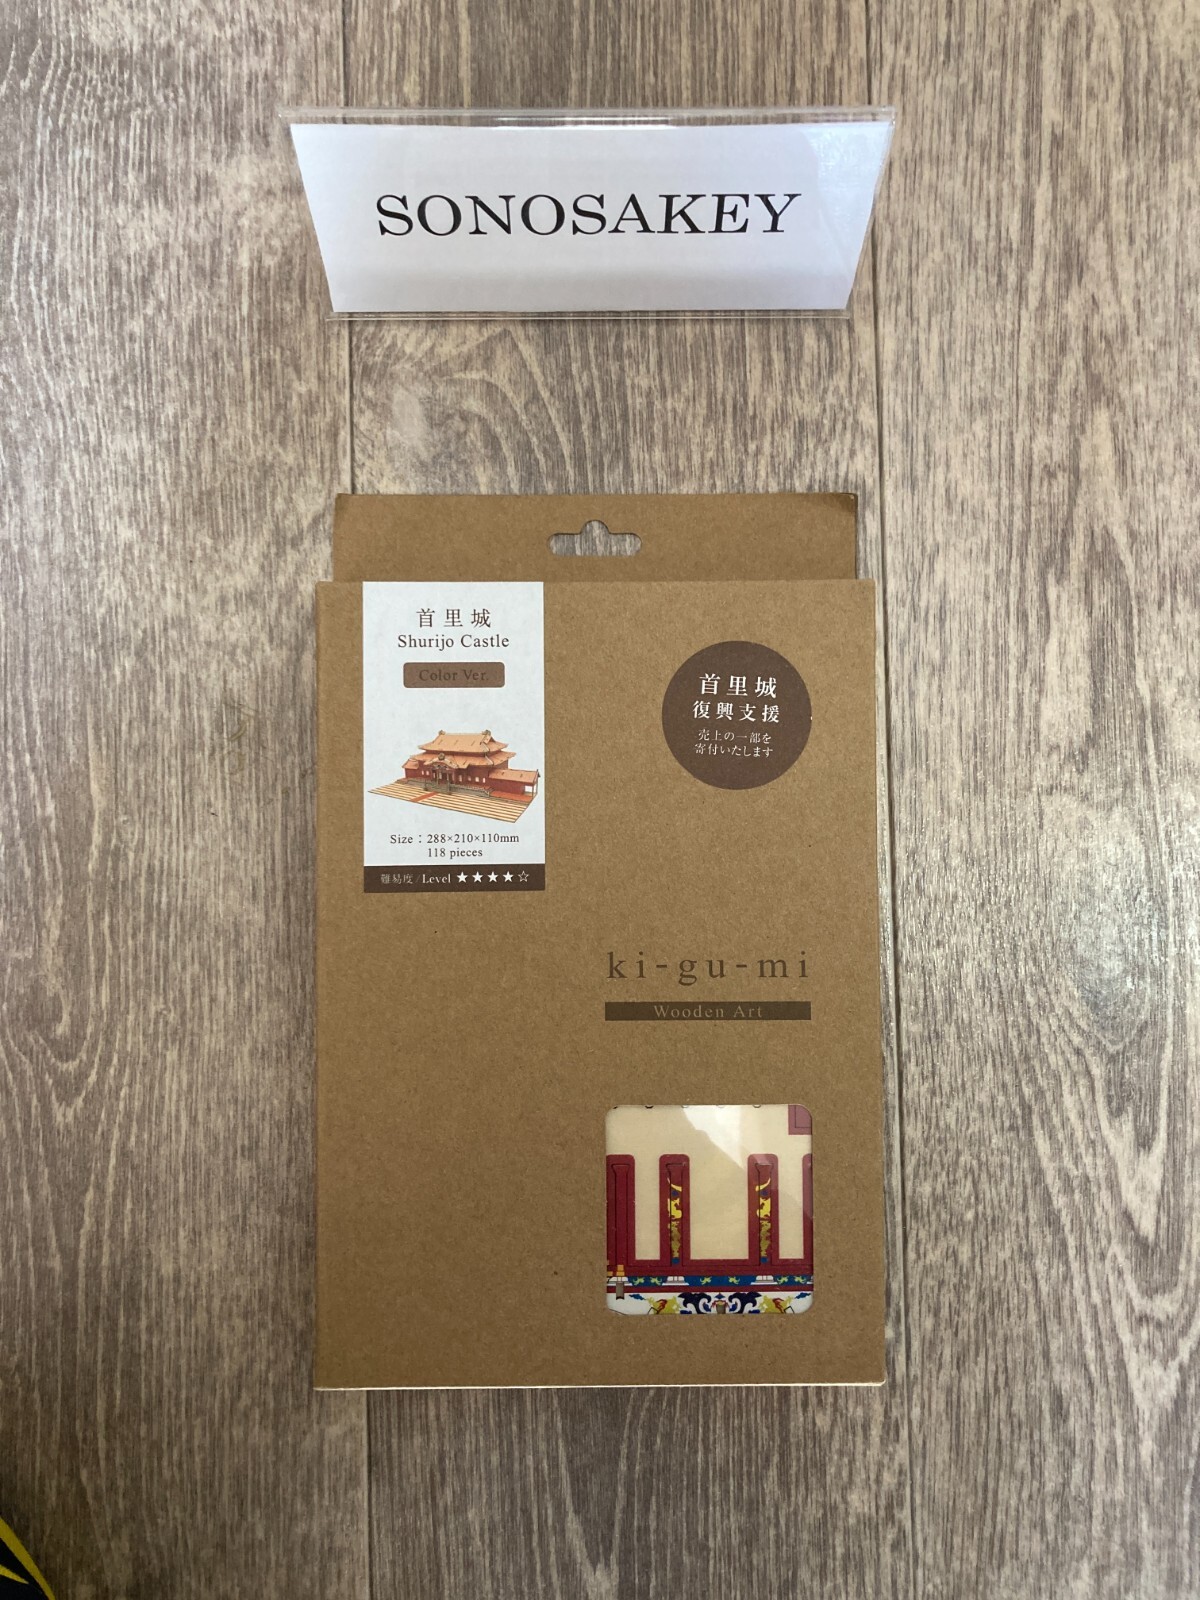 SONOSAKEY
首里城
Shurijo Castle
Color Ver.
Size：288×210×110mm
118 pieces
難易度/Level ★★★★☆
首里城
復興支援
売上の一部を
寄付いたします
ki-gu-mi
Wooden Art